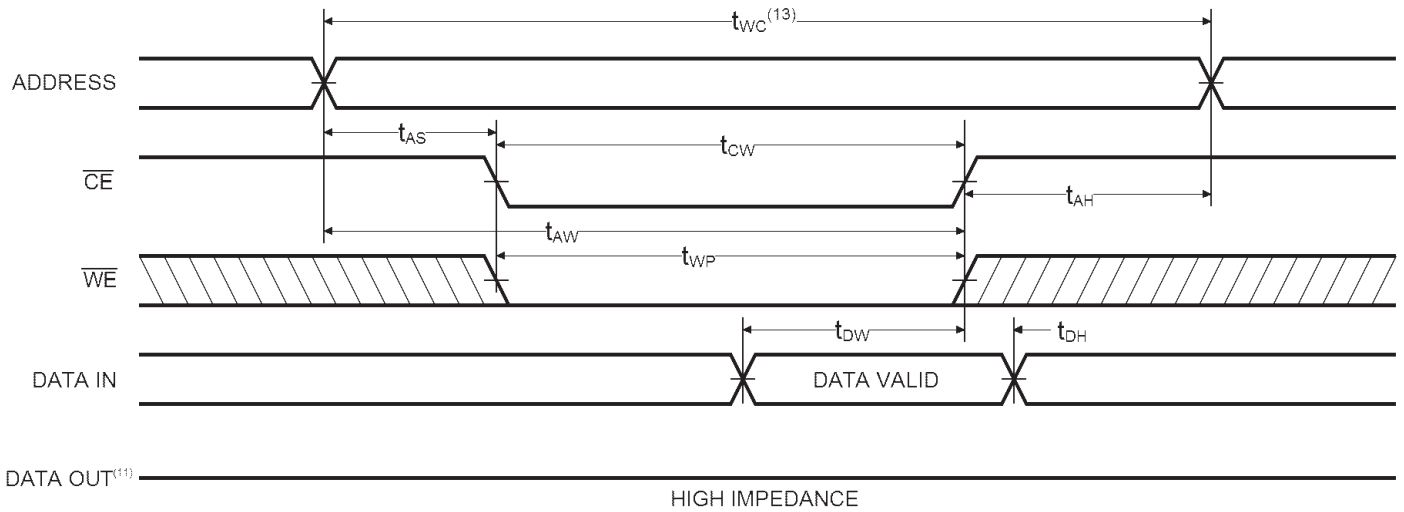 tWC(13)
ADDRESS
tAS
tCW
CE
tAH
tAW
tWP
WE
tDW
tDH
DATA IN
DATA VALID
DATA OUT(11)
HIGH IMPEDANCE